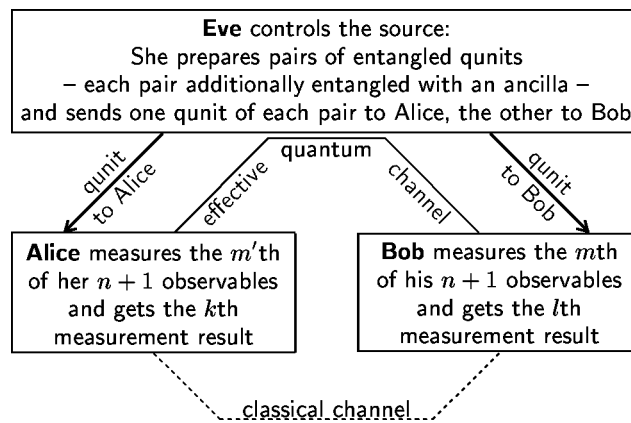 Eve controls the source:
She prepares pairs of entangled qunits
– each pair additionally entangled with an ancilla –
and sends one qunit of each pair to Alice, the other to Bob
qunit
to Alice
effective
quantum
channel
qunit
to Bob
Alice measures the m′th
of her n + 1 observables
and gets the kth
measurement result
Bob measures the mth
of his n + 1 observables
and gets the lth
measurement result
classical channel